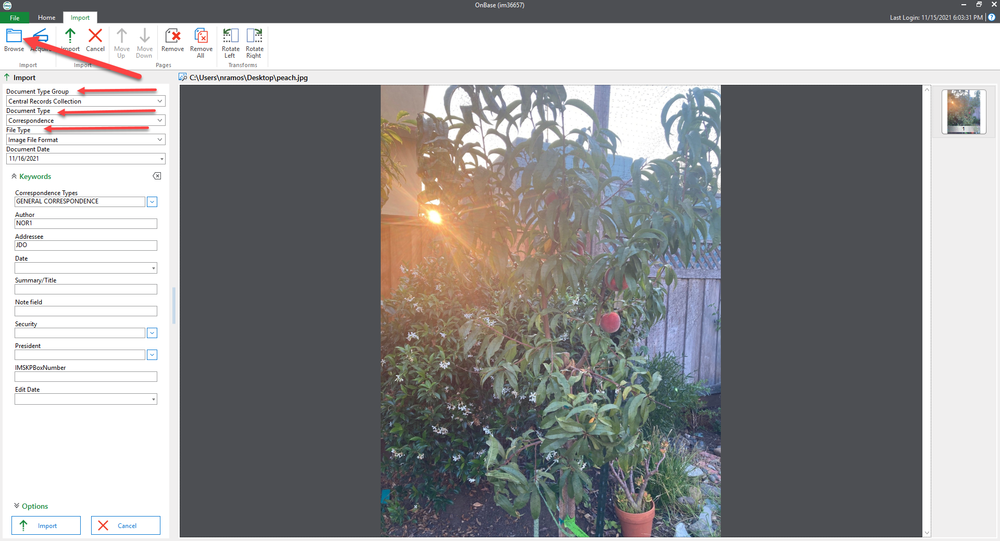 OnBase
OnBase (im36657)
File
Home
Import
Last Login: 11/15/2021 6:03:31 PM
?
Browse
Acquire
Import
Cancel
Move Up
Move Down
Remove
Remove All
Rotate Left
Rotate Right
Import
Import
Pages
Transforms
Import
C:\Users\nramos\Desktop\peach.jpg
Document Type Group
Central Records Collection
Document Type
Correspondence
File Type
Image File Format
Document Date
11/16/2021
1
Keywords
Correspondence Types
GENERAL CORRESPONDENCE
Author
NOR1
Addressee
JDO
Date
Summary/Title
Note field
Security
President
IMSKPBoxNumber
Edit Date
Options
Import
Cancel